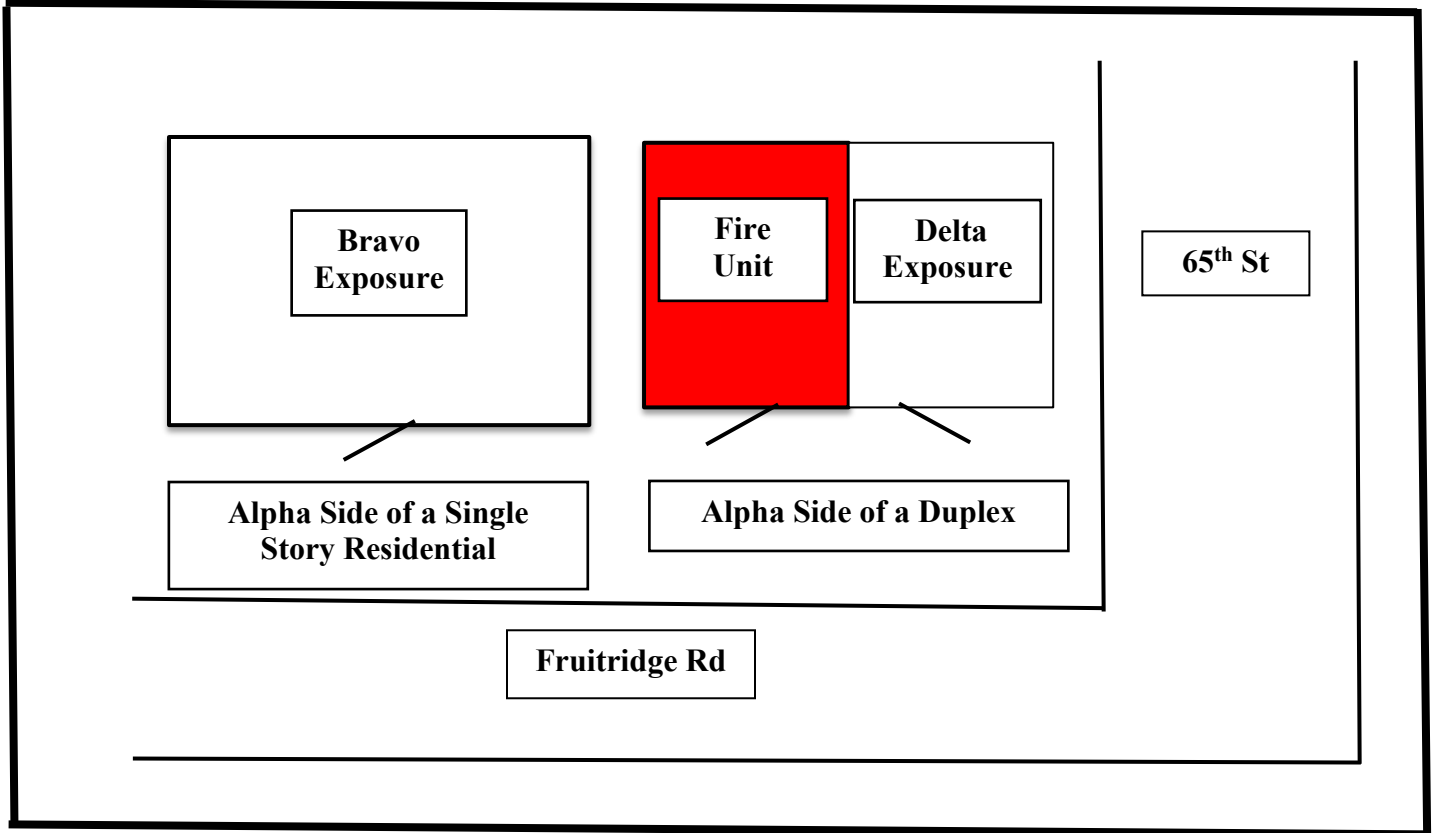 Bravo
Exposure
Fire
Unit
Delta
Exposure
65th St
Alpha Side of a Single
Story Residential
Alpha Side of a Duplex
Fruitridge Rd